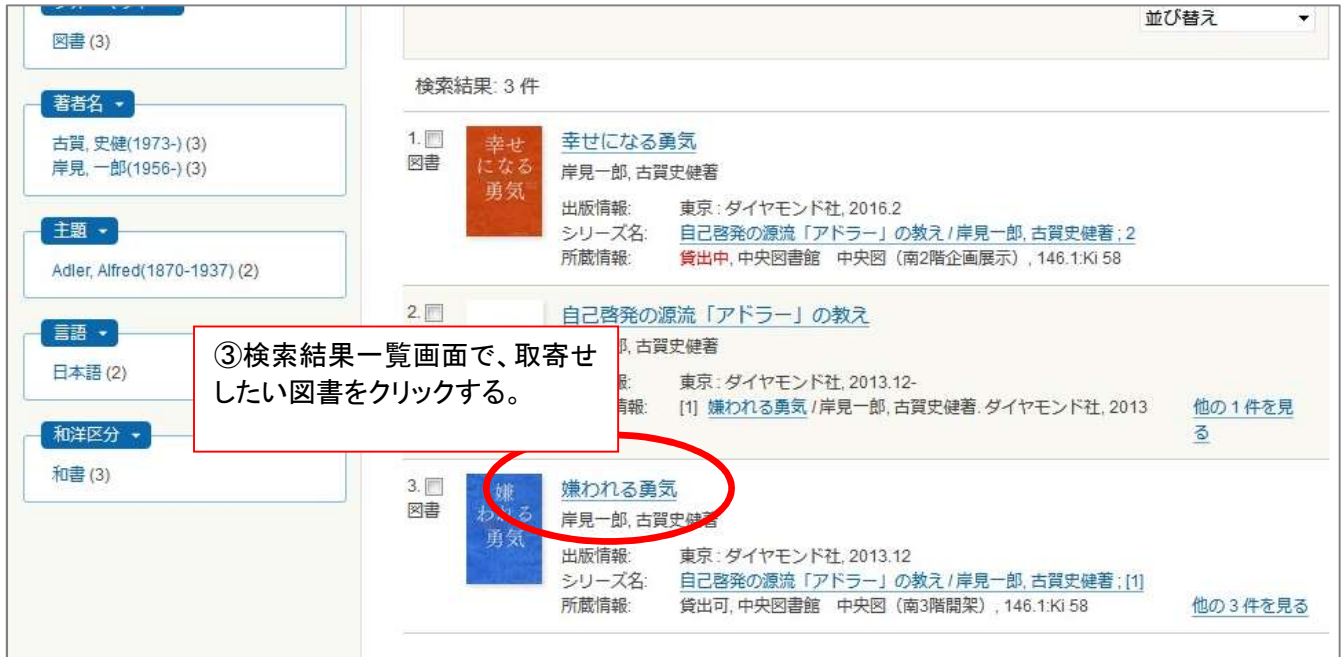 図書 (3)
著者名
古賀, 史健(1973-) (3)
岸見, 一郎(1956-) (3)
主題
Adler, Alfred(1870-1937) (2)
言語
日本語 (2)
和洋区分
和書 (3)
並び替え
検索結果: 3 件
1.
図書
幸せ
になる
勇気
幸せになる勇気
岸見一郎, 古賀史健著
出版情報: 東京 : ダイヤモンド社, 2016.2
シリーズ名: 自己啓発の源流「アドラー」の教え / 岸見一郎, 古賀史健著 ; 2
所蔵情報: 貸出中, 中央図書館 中央図（南2階企画展示）, 146.1:Ki 58
2.
自己啓発の源流「アドラー」の教え
郎, 古賀史健著
東京 : ダイヤモンド社, 2013.12-
情報: [1] 嫌われる勇気 / 岸見一郎, 古賀史健著. ダイヤモンド社, 2013
他の 1 件を見
る
③検索結果一覧画面で、取寄せ
したい図書をクリックする。
3.
図書
嫌
われる
勇気
嫌われる勇気
岸見一郎, 古賀史健著
出版情報: 東京 : ダイヤモンド社, 2013.12
シリーズ名: 自己啓発の源流「アドラー」の教え / 岸見一郎, 古賀史健著 ; [1]
所蔵情報: 貸出可, 中央図書館 中央図（南3階開架）, 146.1:Ki 58
他の 3 件を見る